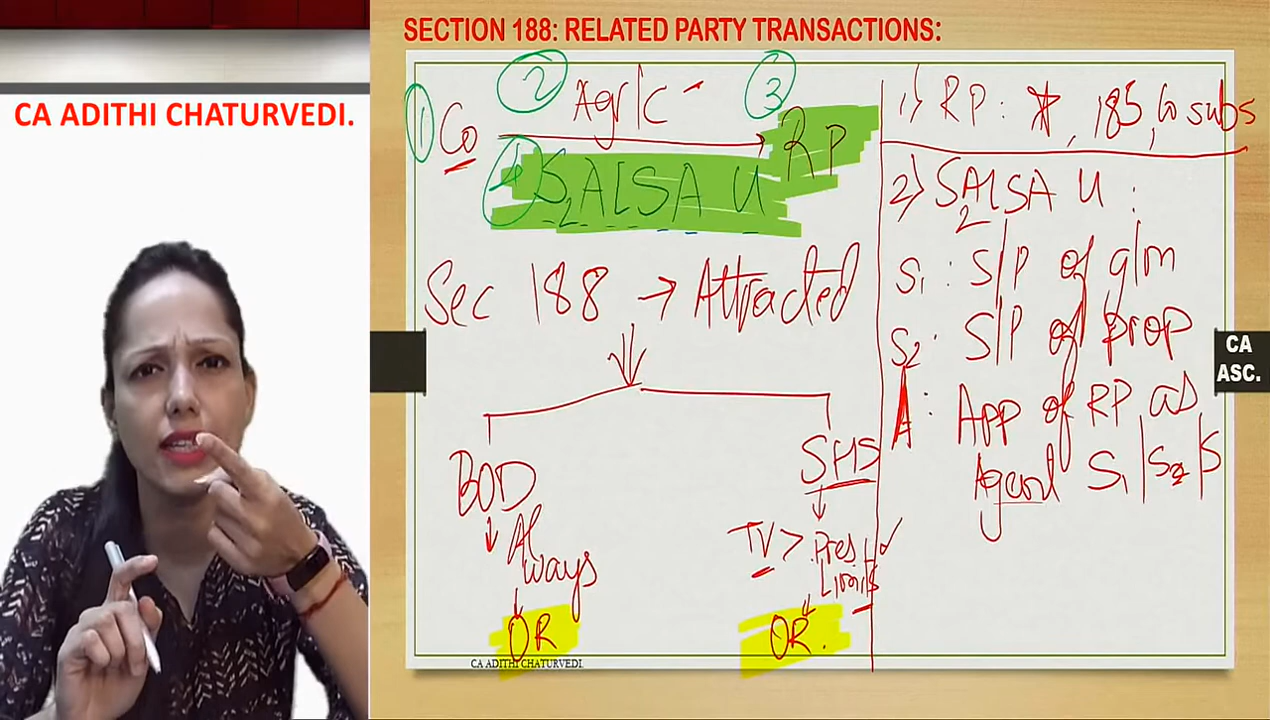 SECTION 188: RELATED PARTY TRANSACTIONS:
CA ADITHI CHATURVEDI.
① Co ② Agr/c ③ RP
④ S2ALSA U
Sec 188 → Attracted
BOD
Always
OR
SHS
TV > Pres Limits
OR.
1) RP: *, 185, Co subs
2) S2ALSA U :
S1 : S/P of g/m
S2 : S/P of prop
A : App of RP as
Agent S1/S2/S
CA
ASC.
CA ADITHI CHATURVEDI.